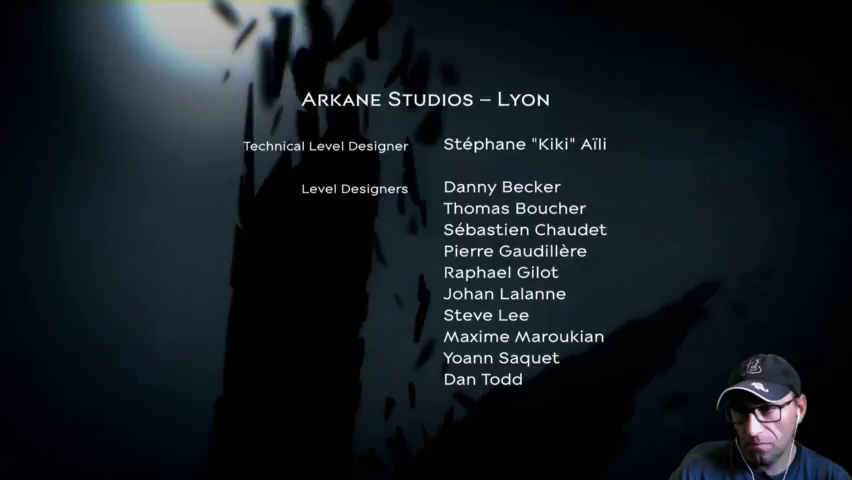 Arkane Studios – Lyon
Technical Level Designer Stéphane "Kiki" Aïli
Level Designers Danny Becker
Thomas Boucher
Sébastien Chaudet
Pierre Gaudillère
Raphael Gilot
Johan Lalanne
Steve Lee
Maxime Maroukian
Yoann Saquet
Dan Todd